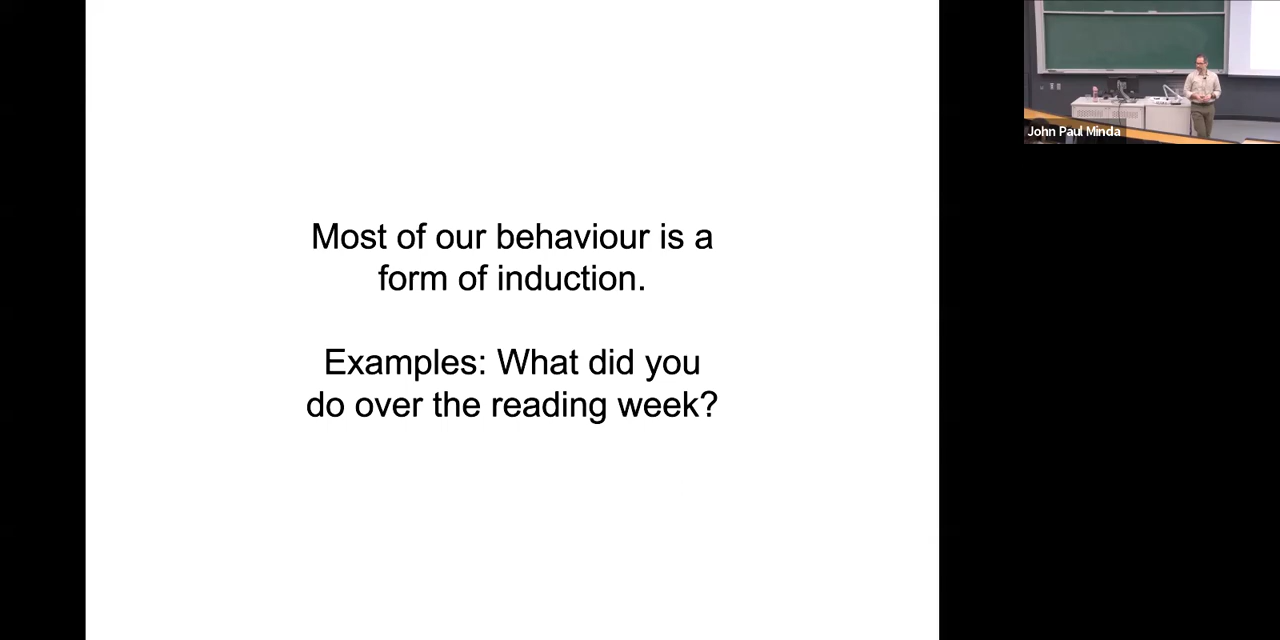 Most of our behaviour is a
form of induction.
Examples: What did you
do over the reading week?
John Paul Minda